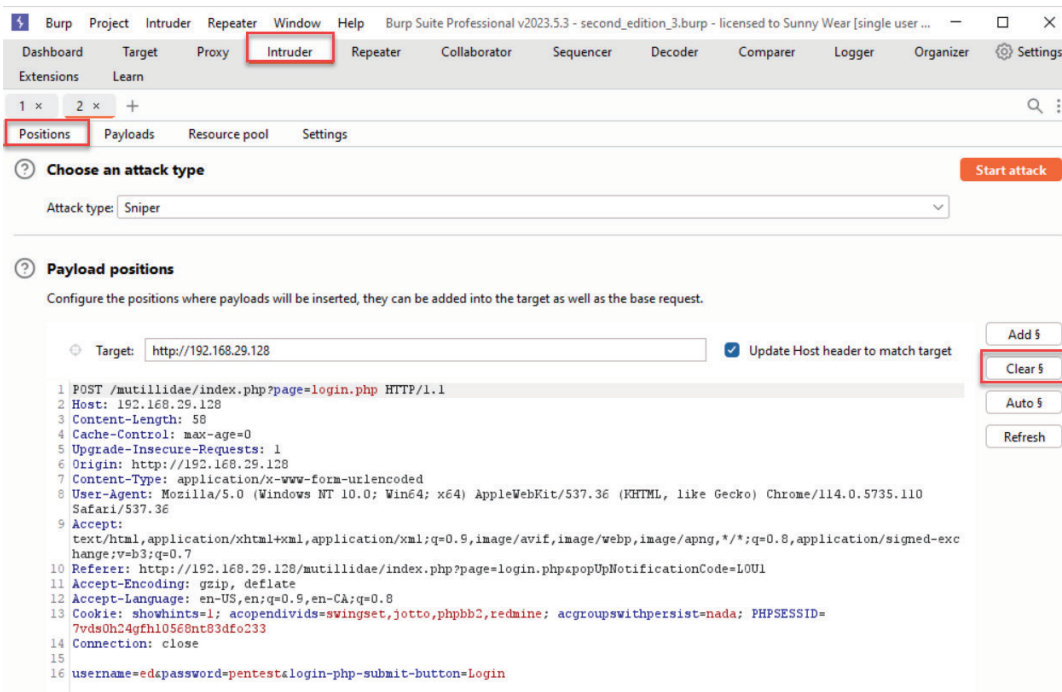 Burp Project Intruder Repeater Window Help Burp Suite Professional v2023.5.3 - second_edition_3.burp - licensed to Sunny Wear [single user ...
Dashboard Target Proxy Intruder Repeater Collaborator Sequencer Decoder Comparer Logger Organizer Settings
Extensions Learn
1 × 2 × +
Positions Payloads Resource pool Settings
? Choose an attack type
Start attack
Attack type: Sniper
? Payload positions
Configure the positions where payloads will be inserted, they can be added into the target as well as the base request.
Add §
Target: http://192.168.29.128 Update Host header to match target
Clear §
Auto §
Refresh
1 POST /mutillidae/index.php?page=login.php HTTP/1.1
2 Host: 192.168.29.128
3 Content-Length: 58
4 Cache-Control: max-age=0
5 Upgrade-Insecure-Requests: 1
6 Origin: http://192.168.29.128
7 Content-Type: application/x-www-form-urlencoded
8 User-Agent: Mozilla/5.0 (Windows NT 10.0; Win64; x64) AppleWebKit/537.36 (KHTML, like Gecko) Chrome/114.0.5735.110
Safari/537.36
9 Accept:
text/html,application/xhtml+xml,application/xml;q=0.9,image/avif,image/webp,image/apng,*/*;q=0.8,application/signed-exc
hange;v=b3;q=0.7
10 Referer: http://192.168.29.128/mutillidae/index.php?page=login.php&popUpNotificationCode=L0U1
11 Accept-Encoding: gzip, deflate
12 Accept-Language: en-US,en;q=0.9,en-CA;q=0.8
13 Cookie: showhints=1; acopendivids=swingset,jotto,phpbb2,redmine; acgroupswithpersist=nada; PHPSESSID=
7vds0h24gfhl0568nt83dfo233
14 Connection: close
15
16 username=ed&password=pentest&login-php-submit-button=Login